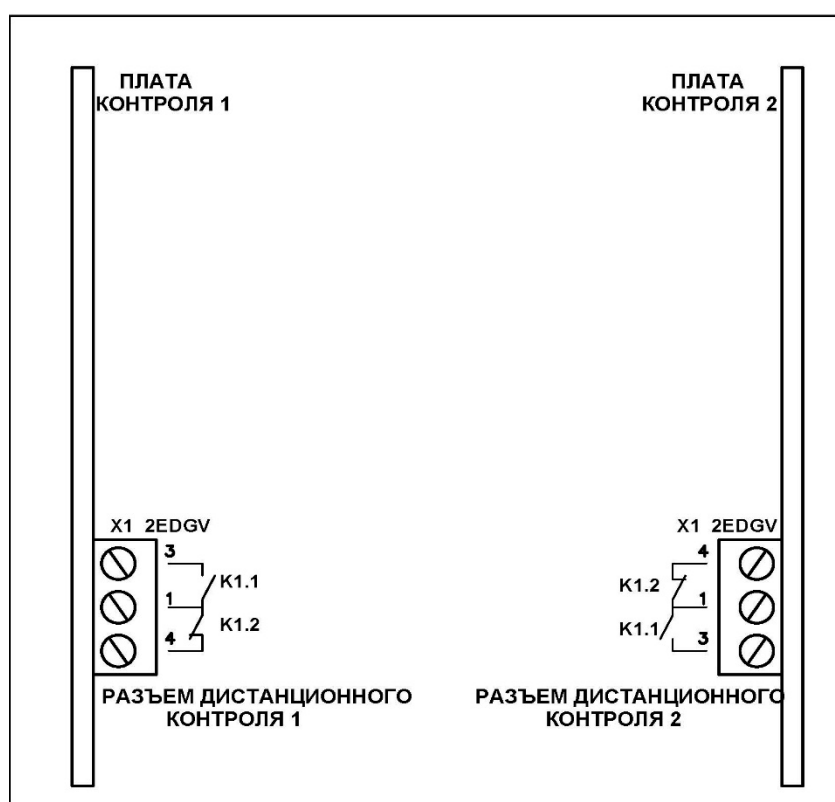 ПЛАТА
КОНТРОЛЯ 1
ПЛАТА
КОНТРОЛЯ 2
X1 2EDGV
3
K1.1
1
K1.2
4
РАЗЪЕМ ДИСТАНЦИОННОГО
КОНТРОЛЯ 1
X1 2EDGV
4
K1.2
1
K1.1
3
РАЗЪЕМ ДИСТАНЦИОННОГО
КОНТРОЛЯ 2